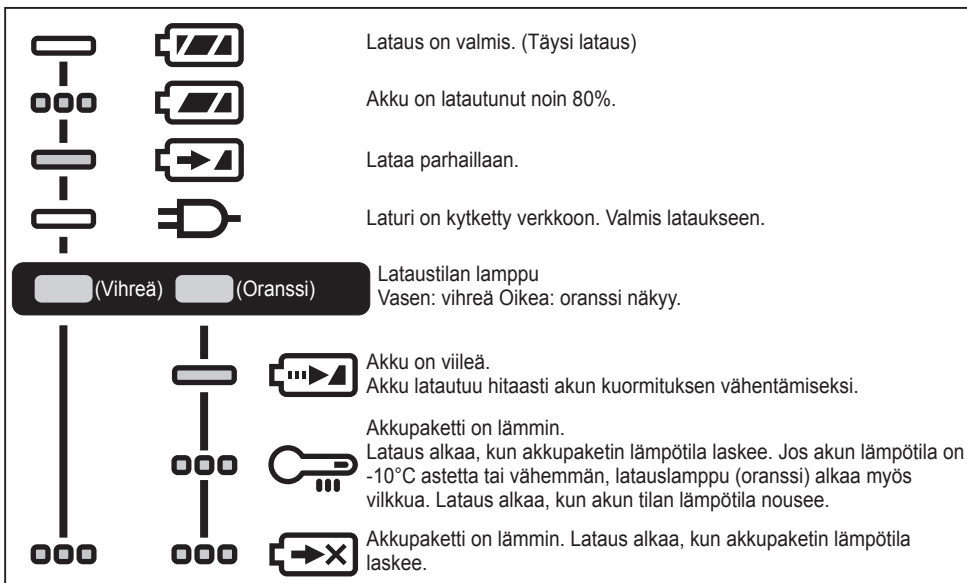 Lataus on valmis. (Täysi lataus)
Akku on latautunut noin 80%.
Lataa parhaillaan.
Laturi on kytketty verkkoon. Valmis lataukseen.
(Vihreä) (Oranssi)
Lataustilan lamppu
Vasen: vihreä Oikea: oranssi näkyy.
Akku on viileä.
Akku latautuu hitaasti akun kuormituksen vähentämiseksi.
Akkupaketti on lämmin.
Lataus alkaa, kun akkupaketin lämpötila laskee. Jos akun lämpötila on
-10°C astetta tai vähemmän, latauslamppu (oranssi) alkaa myös
vilkkua. Lataus alkaa, kun akun tilan lämpötila nousee.
Akkupaketti on lämmin. Lataus alkaa, kun akkupaketin lämpötila
laskee.